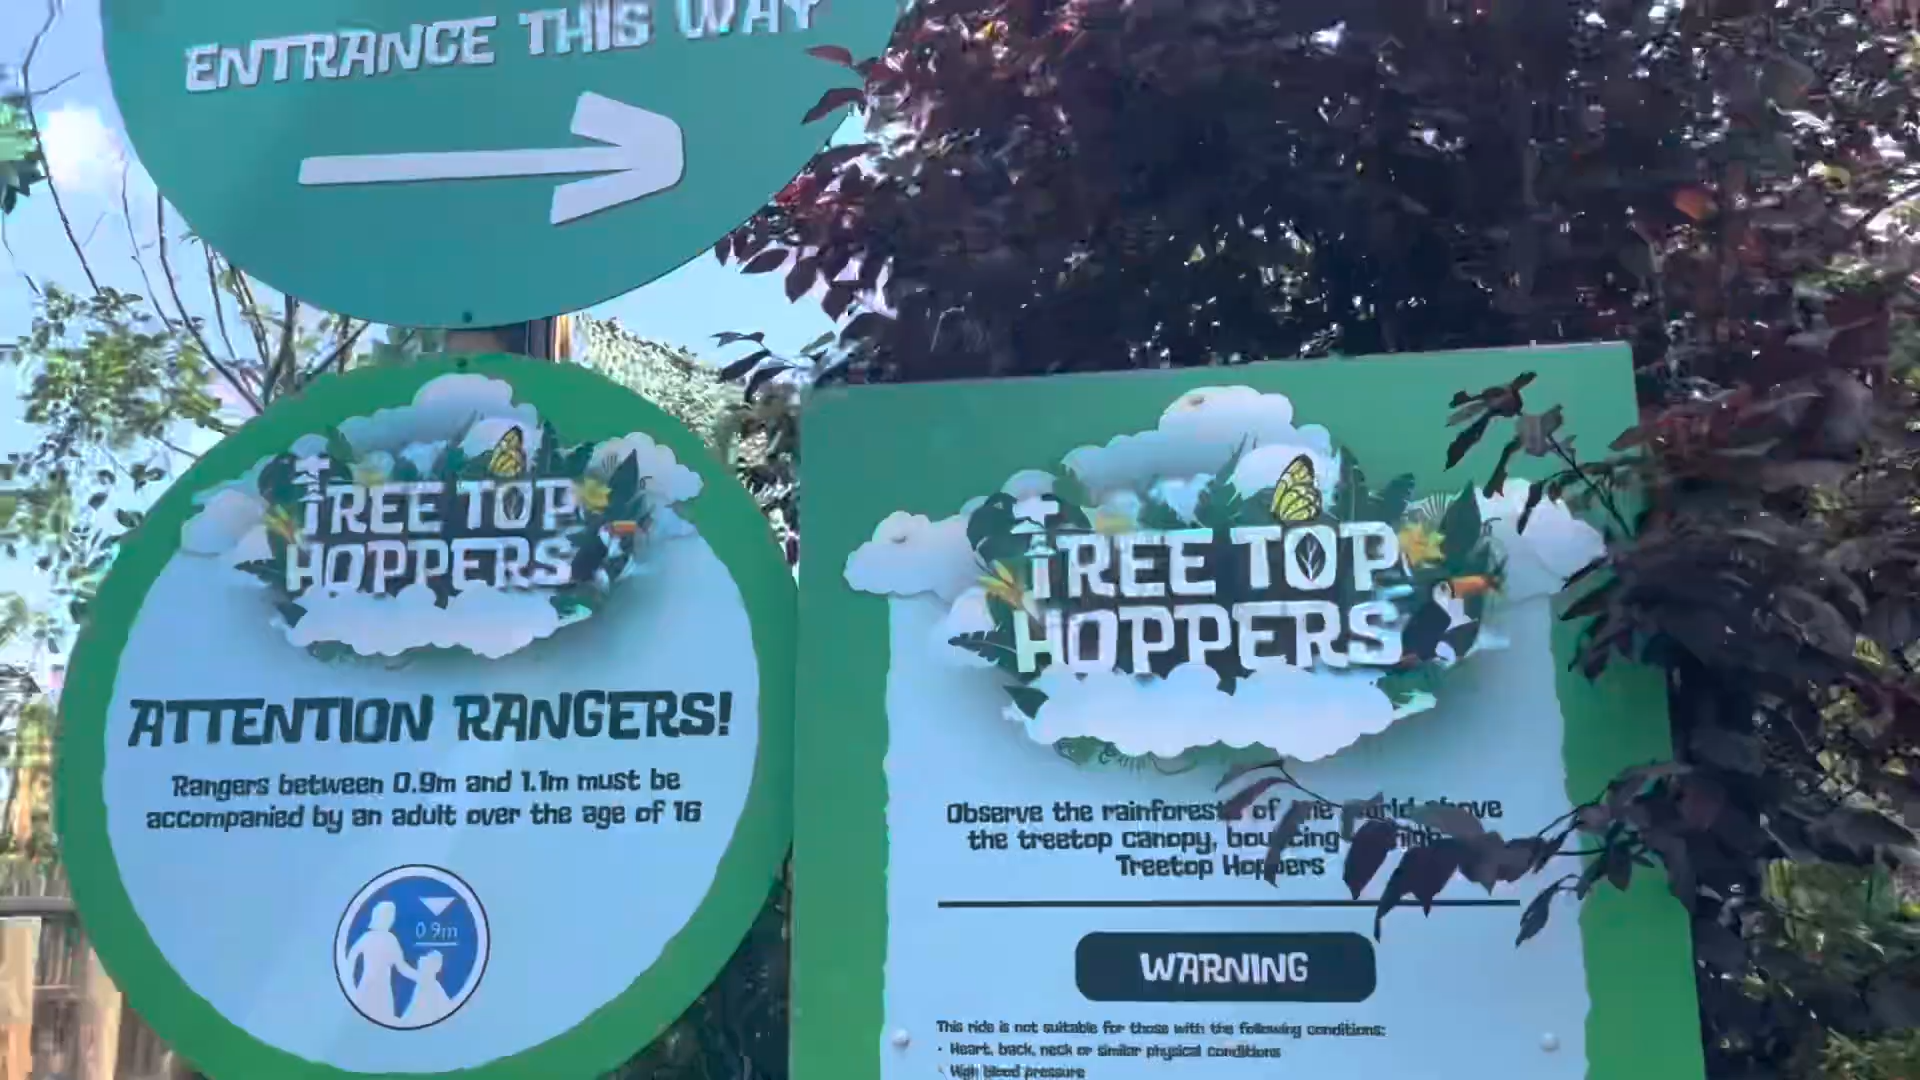 ENTRANCE THIS WAY
TREE TOP
HOPPERS
ATTENTION RANGERS!
Rangers between 0.9m and 1.1m must be
accompanied by an adult over the age of 16
0.9m
TREE TOP
HOPPERS
Observe the rainforests of the world above
the treetop canopy, bouncing
Treetop Hoppers
WARNING
This ride is not suitable for those with the following conditions:
· Heart, back, neck or similar physical conditions
· High blood pressure